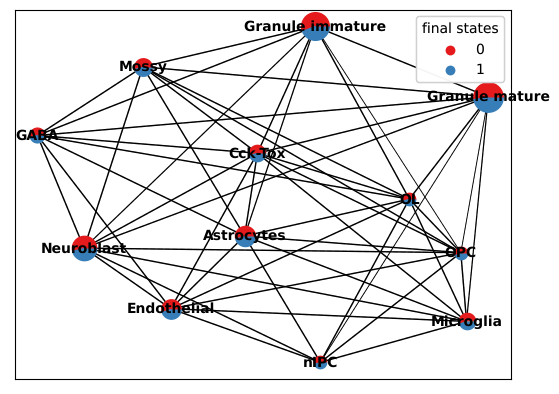 final states
0
1
Granule immature
Mossy
Granule mature
GABA
Cck-Tox
OL
Astrocytes
Neuroblast
OPC
Endothelial
Microglia
nIPC